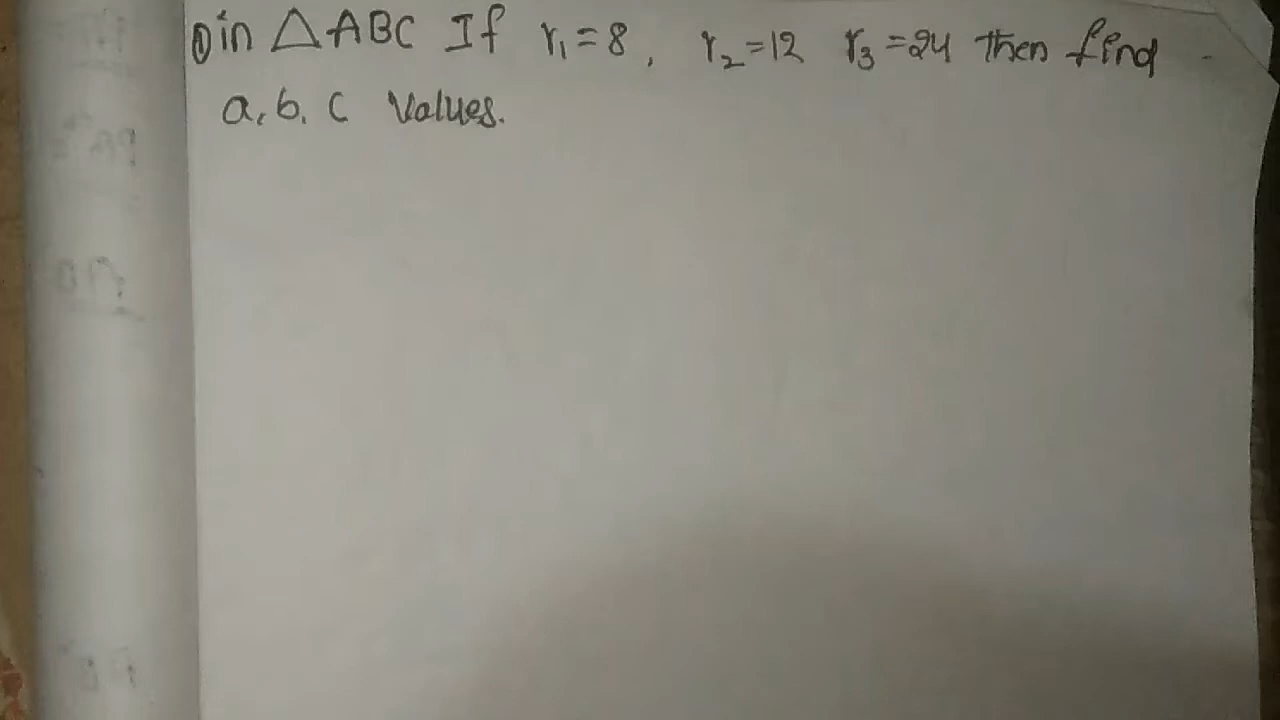 ① in △ABC If r₁=8, r₂=12 r₃=24 then find
a, b, c values.